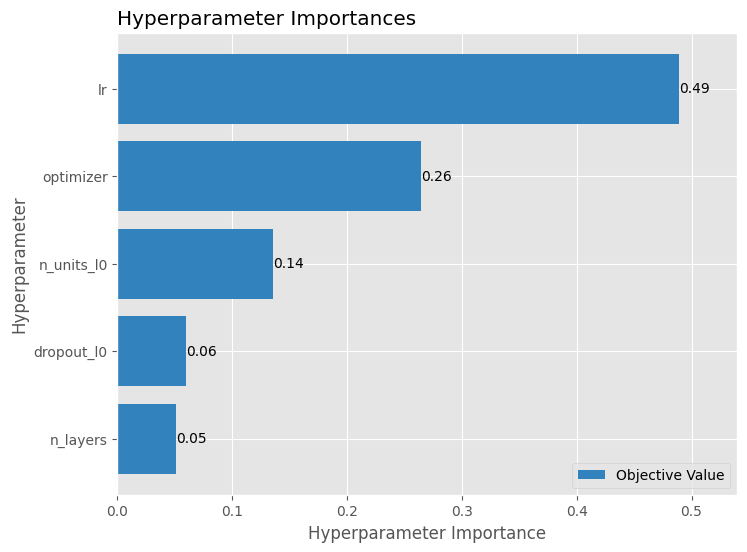 Hyperparameter Importances
Hyperparameter
lr
0.49
optimizer
0.26
n_units_l0
0.14
dropout_l0
0.06
n_layers
0.05
Objective Value
0.0 0.1 0.2 0.3 0.4 0.5
Hyperparameter Importance